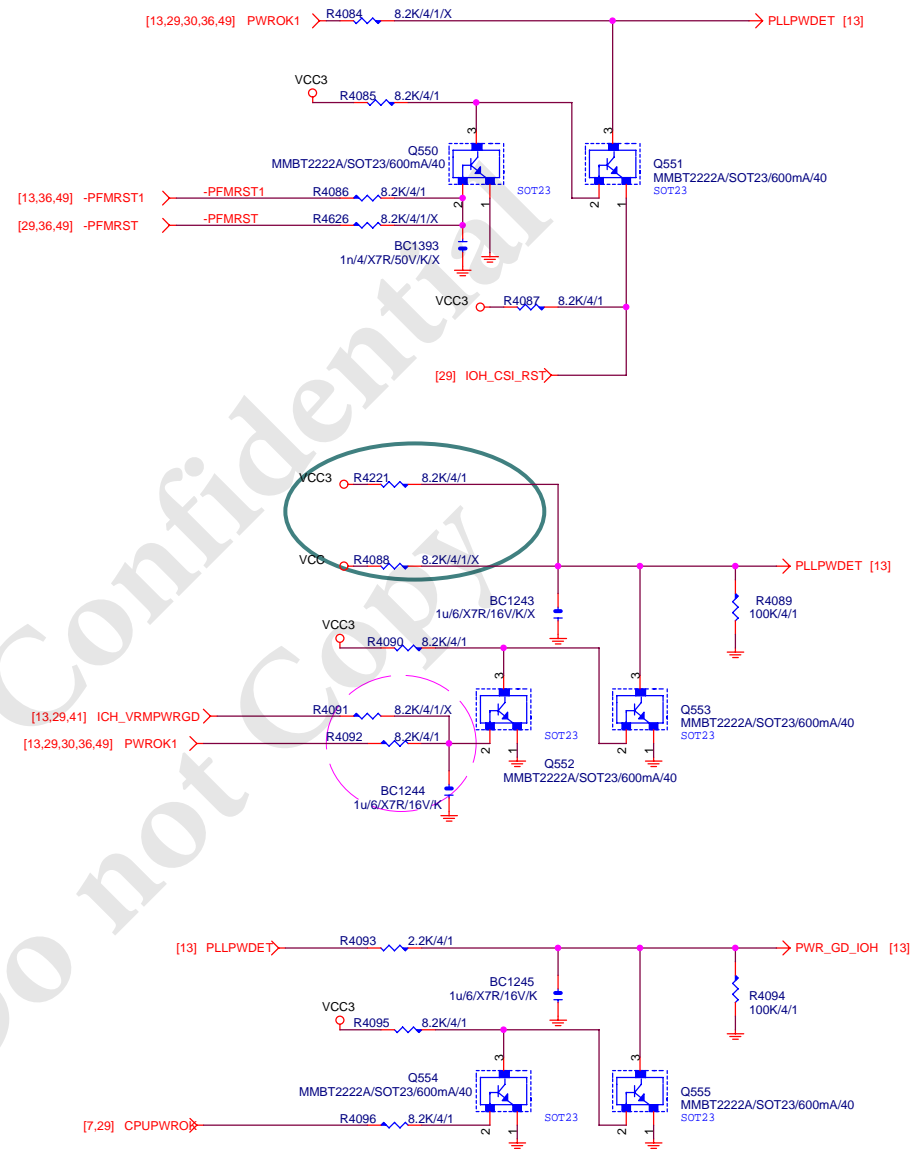 [13,29,30,36,49] PWROK1 R4084 8.2K/4/1/X PLLPWDET [13]
VCC3
R4085 8.2K/4/1
3 3
Q550
MMBT2222A/SOT23/600mA/40
Q551
MMBT2222A/SOT23/600mA/40
SOT23 SOT23
[13,36,49] -PFMRST1 -PFMRST1 R4086 8.2K/4/1
2 1 2 1
[29,36,49] -PFMRST -PFMRST R4626 8.2K/4/1/X
BC1393
1n/4/X7R/50V/K/X
VCC3 R4087 8.2K/4/1
[29] IOH_CSI_RST
VCC3 R4221 8.2K/4/1
VCC R4088 8.2K/4/1/X PLLPWDET [13]
BC1243
1u/6/X7R/16V/K/X
R4089
100K/4/1
VCC3
R4090 8.2K/4/1
3 3
[13,29,41] ICH_VRMPWRGD R4091 8.2K/4/1/X
Q553
MMBT2222A/SOT23/600mA/40
SOT23 SOT23
[13,29,30,36,49] PWROK1 R4092 8.2K/4/1
2 1 2 1
Q552
MMBT2222A/SOT23/600mA/40
BC1244
1u/6/X7R/16V/K
[13] PLLPWDET R4093 2.2K/4/1 PWR_GD_IOH [13]
BC1245
1u/6/X7R/16V/K
R4094
100K/4/1
VCC3
R4095 8.2K/4/1
3 3
Q554
MMBT2222A/SOT23/600mA/40
Q555
MMBT2222A/SOT23/600mA/40
SOT23 SOT23
[7,29] CPUPWROK R4096 8.2K/4/1
2 1 2 1
Confidential
Do not Copy